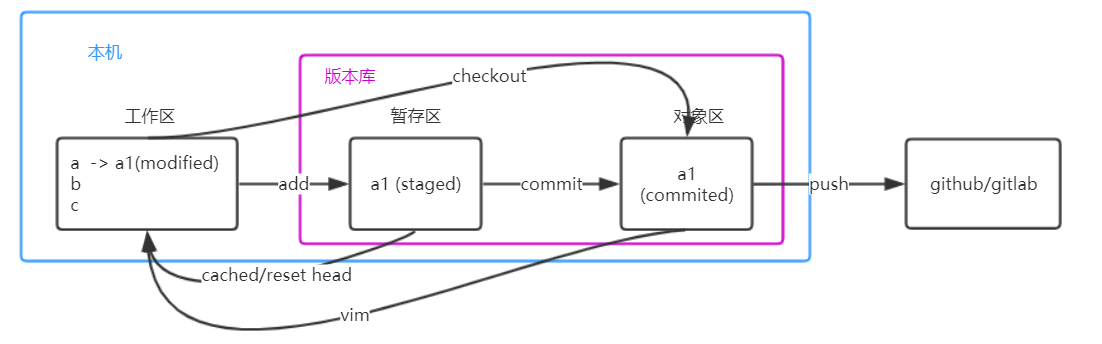 本机
版本库
checkout
工作区
暂存区
对象区
a -> a1(modified)
b
c
add
a1 (staged)
commit
a1
(commited)
push
github/gitlab
cached/reset head
vim